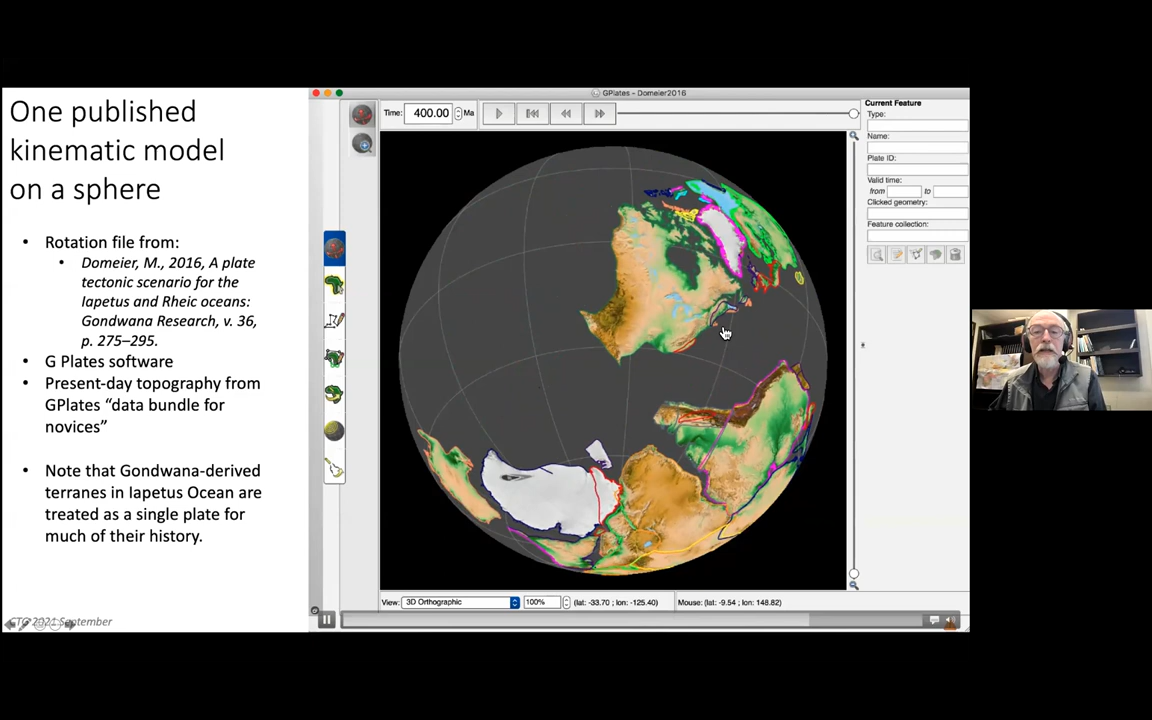 One published
kinematic model
on a sphere
• Rotation file from:
• Domeier, M., 2016, A plate
tectonic scenario for the
Iapetus and Rheic oceans:
Gondwana Research, v. 36,
p. 275–295.
• G Plates software
• Present-day topography from
GPlates “data bundle for
novices”
• Note that Gondwana-derived
terranes in Iapetus Ocean are
treated as a single plate for
much of their history.
CTG 2021 September
GPlates - Domeier2016
Time: 400.00 Ma
Current Feature
Type:
Name:
Plate ID:
Valid time:
from to
Clicked geometry:
Feature collection:
View: 3D Orthographic 100% (lat: -33.70 ; lon: -125.40) Mouse: (lat: -9.54 ; lon: 148.82)